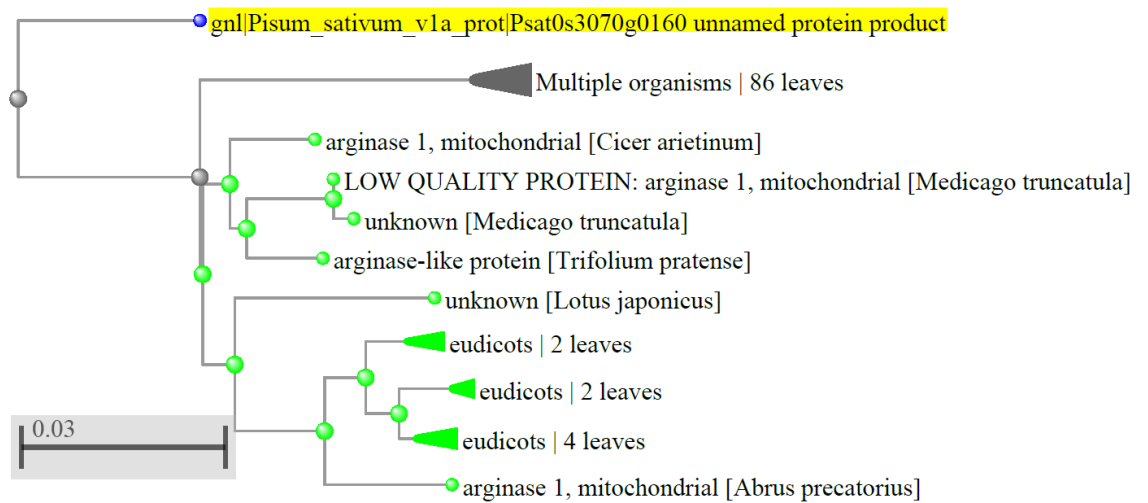 gnl|Pisum_sativum_v1a_prot|Psat0s3070g0160 unnamed protein product
Multiple organisms | 86 leaves
arginase 1, mitochondrial [Cicer arietinum]
LOW QUALITY PROTEIN: arginase 1, mitochondrial [Medicago truncatula]
unknown [Medicago truncatula]
arginase-like protein [Trifolium pratense]
unknown [Lotus japonicus]
eudicots | 2 leaves
eudicots | 2 leaves
0.03
eudicots | 4 leaves
arginase 1, mitochondrial [Abrus precatorius]